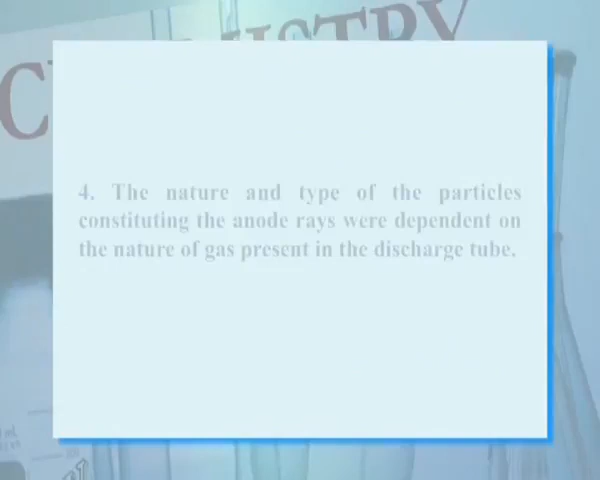 4. The nature and type of the particles
constituting the anode rays were dependent on
the nature of gas present in the discharge tube.